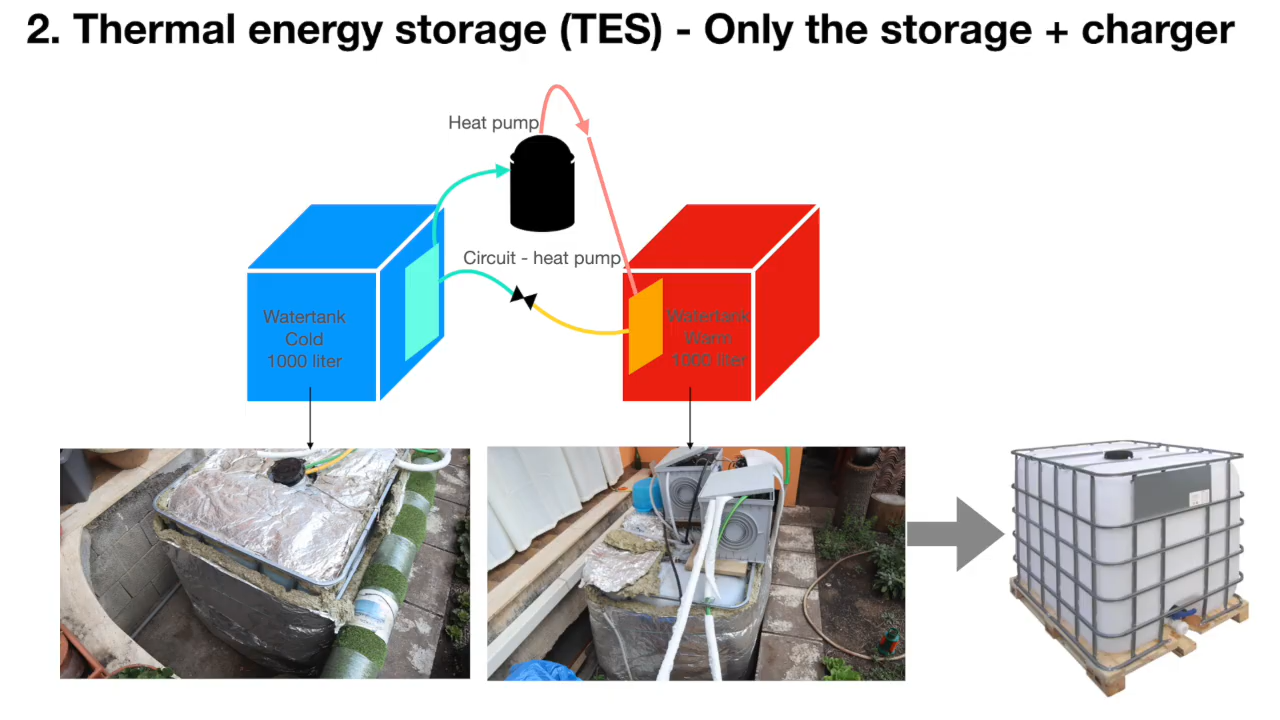 2. Thermal energy storage (TES) - Only the storage + charger
Heat pump
Circuit - heat pump
Watertank
Cold
1000 liter
Watertank
Warm
1000 liter